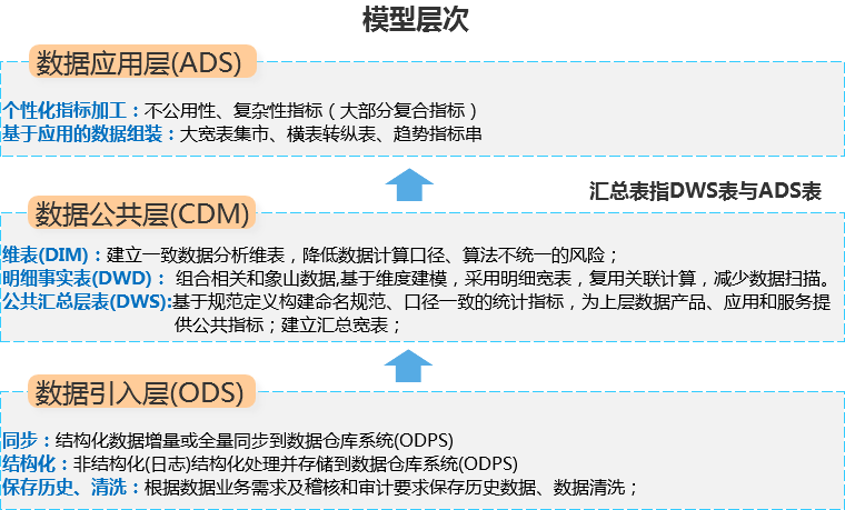 模型层次
数据应用层(ADS)
个性化指标加工：不公用性、复杂性指标（大部分复合指标）
基于应用的数据组装：大宽表集市、横表转纵表、趋势指标串
汇总表指DWS表与ADS表
数据公共层(CDM)
维表(DIM)：建立一致数据分析维表，降低数据计算口径、算法不统一的风险；
明细事实表(DWD)： 组合相关和象山数据,基于维度建模，采用明细宽表，复用关联计算，减少数据扫描。
公共汇总层表(DWS):基于规范定义构建命名规范、口径一致的统计指标，为上层数据产品、应用和服务提
供公共指标；建立汇总宽表；
数据引入层(ODS)
同步：结构化数据增量或全量同步到数据仓库系统(ODPS)
结构化：非结构化(日志)结构化处理并存储到数据仓库系统(ODPS)
保存历史、清洗：根据数据业务需求及稽核和审计要求保存历史数据、数据清洗；